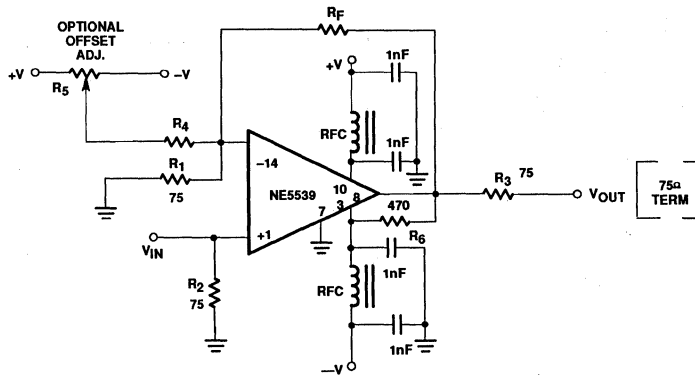 OPTIONAL
OFFSET
ADJ.
+V
–V
R5
RF
+V
1nF
RFC
1nF
R4
R1
75
–14
NE5539
10
8
3
7
+1
470
R6
R3 75
VOUT
75Ω
TERM
VIN
R2
75
1nF
RFC
1nF
–V